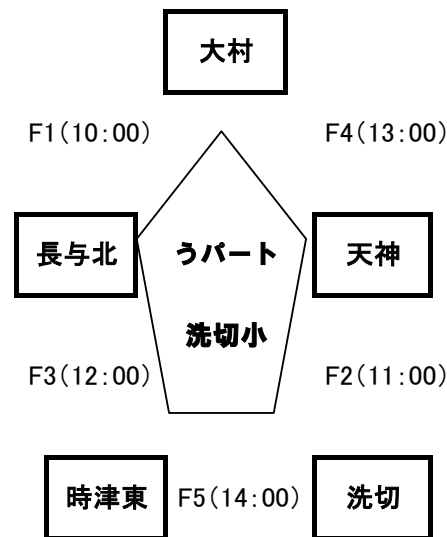 大村
F1(10:00) F4(13:00)
長与北 うパート 天神
洗切小
F3(12:00) F2(11:00)
時津東 F5(14:00) 洗切